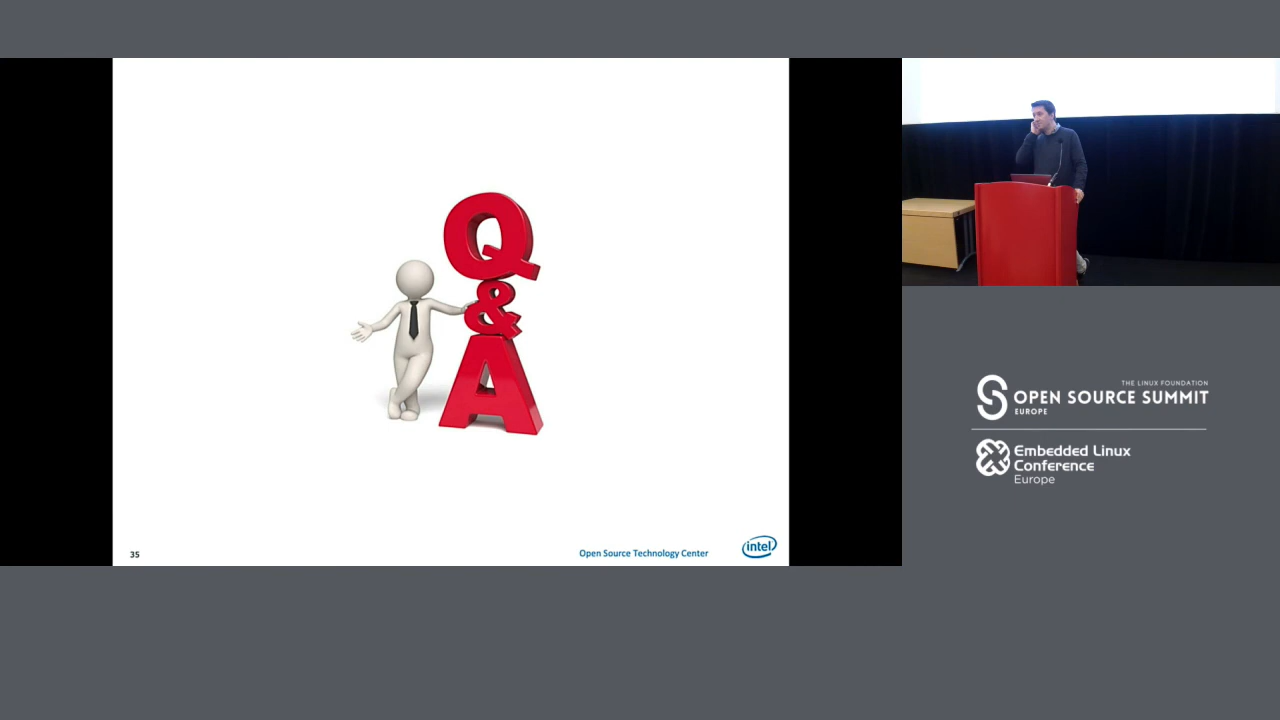 Q
&
A
35
Open Source Technology Center
intel
THE LINUX FOUNDATION
OPEN SOURCE SUMMIT
EUROPE
Embedded Linux
Conference
Europe